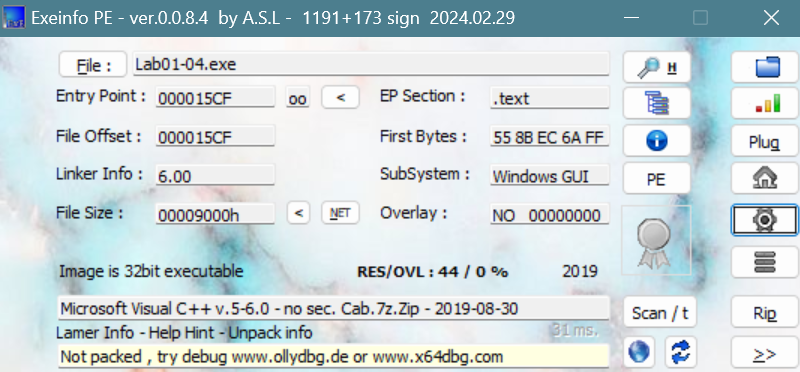 Exeinfo PE - ver.0.0.8.4 by A.S.L - 1191+173 sign 2024.02.29
File : Lab01-04.exe H
Entry Point : 000015CF oo < EP Section : .text
File Offset : 000015CF First Bytes : 55 8B EC 6A FF Plug
Linker Info : 6.00 SubSystem : Windows GUI PE
File Size : 00009000h < NET Overlay : NO 00000000
Image is 32bit executable RES/OVL : 44 / 0 % 2019
Microsoft Visual C++ v.5-6.0 - no sec. Cab.7z.Zip - 2019-08-30 Scan / t Rip
Lamer Info - Help Hint - Unpack info 31 ms.
Not packed , try debug www.ollydbg.de or www.x64dbg.com >>